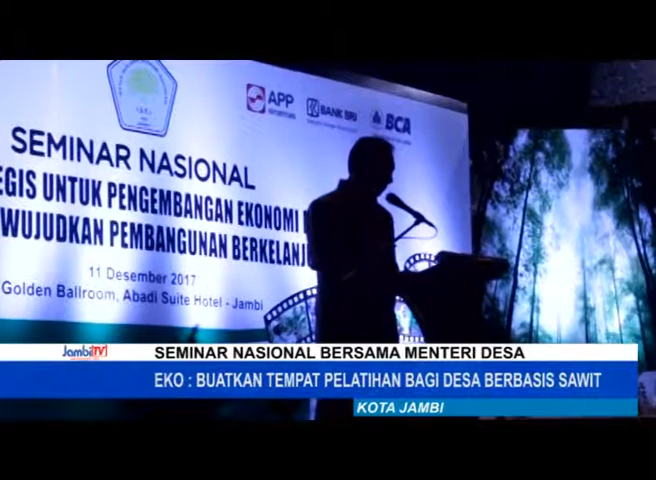 APP
BANK BRI
BCA
SEMINAR NASIONAL
EGIS UNTUK PENGEMBANGAN EKONOMI
WUJUDKAN PEMBANGUNAN BERKELANJ
11 Desember 2017
Golden Ballroom, Abadi Suite Hotel - Jambi
JambiTV
SEMINAR NASIONAL BERSAMA MENTERI DESA
EKO : BUATKAN TEMPAT PELATIHAN BAGI DESA BERBASIS SAWIT
KOTA JAMBI